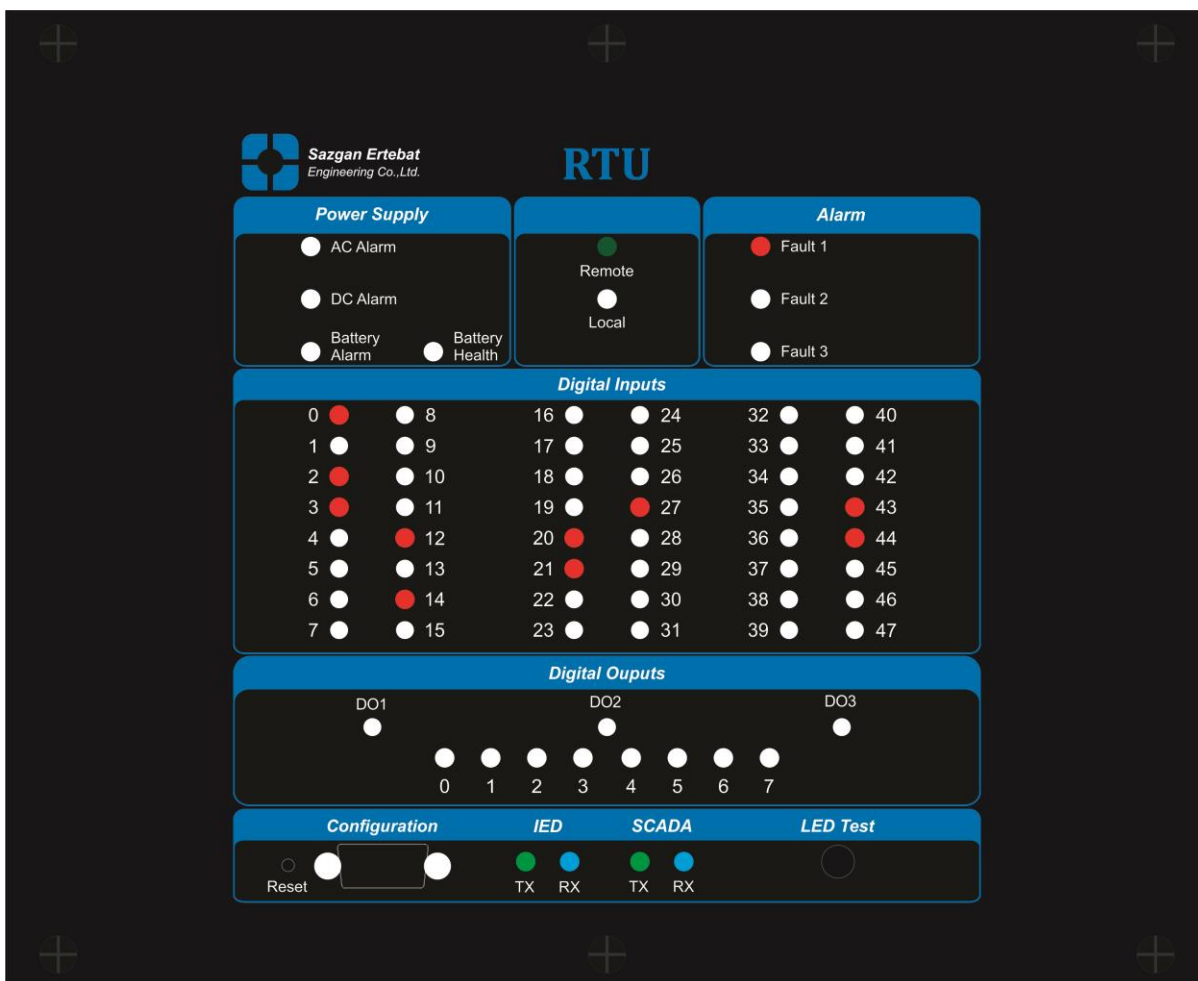 Sazgan Ertebat
Engineering Co.,Ltd.
RTU
Power Supply
Alarm
AC Alarm
Remote
Fault 1
DC Alarm
Local
Fault 2
Battery Alarm
Battery Health
Fault 3
Digital Inputs
0 8 16 24 32 40
1 9 17 25 33 41
2 10 18 26 34 42
3 11 19 27 35 43
4 12 20 28 36 44
5 13 21 29 37 45
6 14 22 30 38 46
7 15 23 31 39 47
Digital Ouputs
DO1 DO2 DO3
0 1 2 3 4 5 6 7
Configuration IED SCADA LED Test
Reset TX RX TX RX